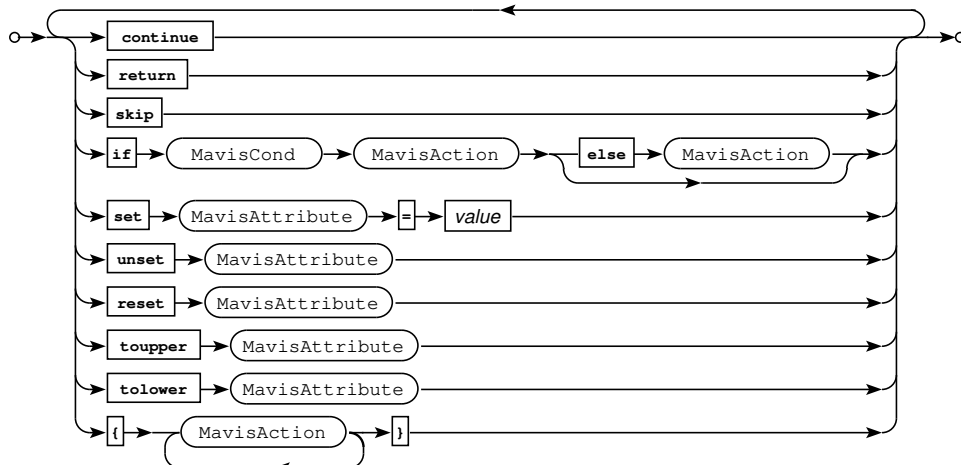 continue
return
skip
if MavisCond MavisAction else MavisAction
set MavisAttribute = value
unset MavisAttribute
reset MavisAttribute
toupper MavisAttribute
tolower MavisAttribute
{ MavisAction }